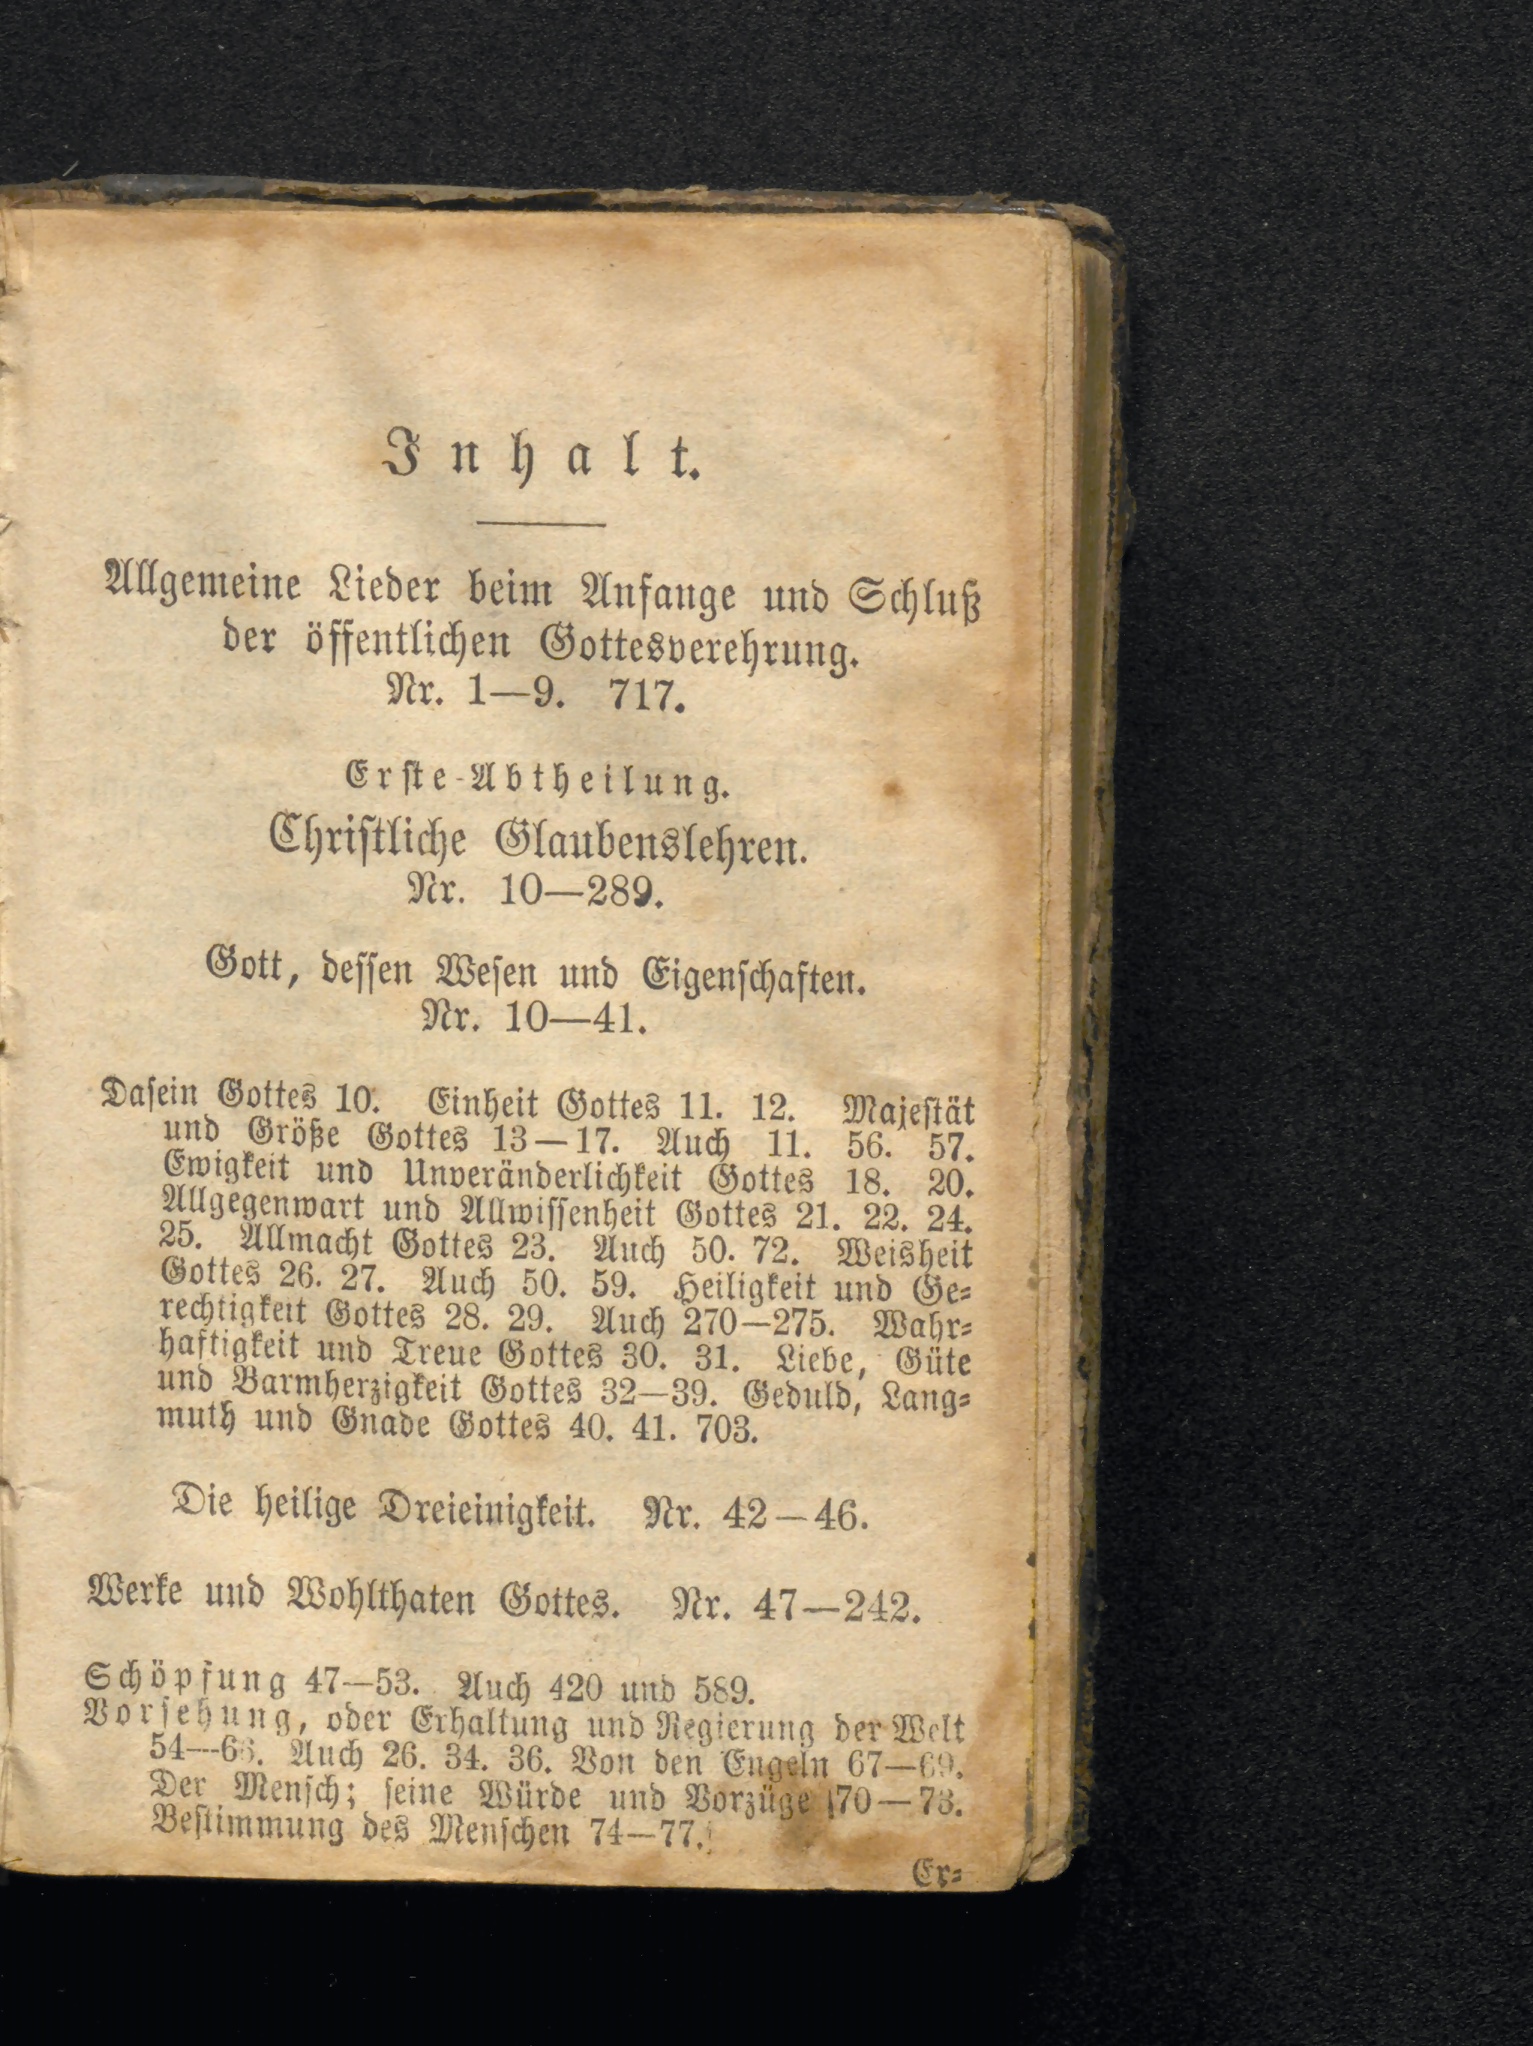 Inhalt.
Allgemeine Lieder beim Anfange und Schluß
der öffentlichen Gottesverehrung.
Nr. 1—9. 717.
Erste Abtheilung.
Christliche Glaubenslehren.
Nr. 10—289.
Gott, dessen Wesen und Eigenschaften.
Nr. 10—41.
Dasein Gottes 10. Einheit Gottes 11. 12. Majestät
und Größe Gottes 13—17. Auch 11. 56. 57.
Ewigkeit und Unveränderlichkeit Gottes 18. 20.
Allgegenwart und Allwissenheit Gottes 21. 22. 24.
25. Allmacht Gottes 23. Auch 50. 72. Weisheit
Gottes 26. 27. Auch 50. 59. Heiligkeit und Ge-
rechtigkeit Gottes 28. 29. Auch 270—275. Wahr-
haftigkeit und Treue Gottes 30. 31. Liebe, Güte
und Barmherzigkeit Gottes 32—39. Geduld, Lang-
muth und Gnade Gottes 40. 41. 703.
Die heilige Dreieinigkeit. Nr. 42—46.
Werke und Wohlthaten Gottes. Nr. 47—242.
Schöpfung 47—53. Auch 420 und 589.
Vorsehung, oder Erhaltung und Regierung der Welt
54—66. Auch 26. 34. 36. Von den Engeln 67—69.
Der Mensch; seine Würde und Vorzüge 70—73.
Bestimmung des Menschen 74—77.
Er-